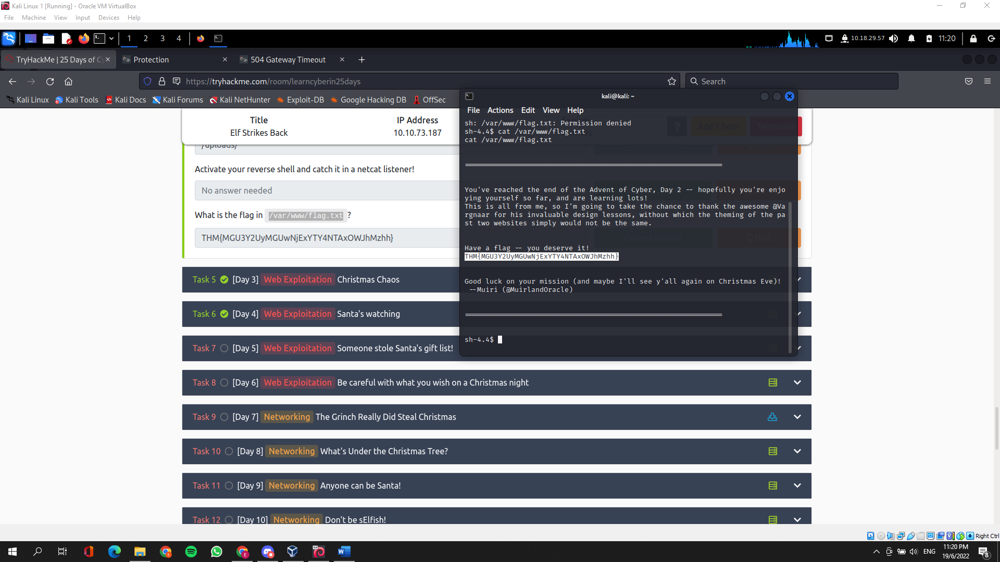 Kali Linux 1 [Running] - Oracle VM VirtualBox
File Machine View Input Devices Help
1 2 3 4
10.18.29.57
11:20
TryHackMe | 25 Days of Cy
Protection
504 Gateway Timeout
https://tryhackme.com/room/learncyberin25days
Search
Kali Linux Kali Tools Kali Docs Kali Forums Kali NetHunter Exploit-DB Google Hacking DB OffSec
Title
IP Address
Elf Strikes Back
10.10.73.187
? Add 1 hour Terminate
/uploads/
Activate your reverse shell and catch it in a netcat listener!
No answer needed
What is the flag in /var/www/flag.txt ?
THM{MGU3Y2UyMGUwNjExYTY4NTAxOWJhMzhh}
Correct Answer
Hint
Task 5 [Day 3] Web Exploitation Christmas Chaos
Task 6 [Day 4] Web Exploitation Santa's watching
Task 7 [Day 5] Web Exploitation Someone stole Santa's gift list!
Task 8 [Day 6] Web Exploitation Be careful with what you wish on a Christmas night
Task 9 [Day 7] Networking The Grinch Really Did Steal Christmas
Task 10 [Day 8] Networking What's Under the Christmas Tree?
Task 11 [Day 9] Networking Anyone can be Santa!
Task 12 [Day 10] Networking Don't be sElfish!
kali@kali: ~
File Actions Edit View Help
sh: /var/www/flag.txt: Permission denied
sh-4.4$ cat /var/www/flag.txt
cat /var/www/flag.txt
==============================================================
You've reached the end of the Advent of Cyber, Day 2 -- hopefully you're enjo
ying yourself so far, and are learning lots!
This is all from me, so I'm going to take the chance to thank the awesome @Va
rgnaar for his invaluable design lessons, without which the theming of the pa
st two websites simply would not be the same.
Have a flag -- you deserve it!
THM{MGU3Y2UyMGUwNjExYTY4NTAxOWJhMzhh}
Good luck on your mission (and maybe I'll see y'all again on Christmas Eve)!
--Muiri (@MuirlandOracle)
==============================================================
sh-4.4$
Right Ctrl
ENG
11:20 PM
19/6/2022
8